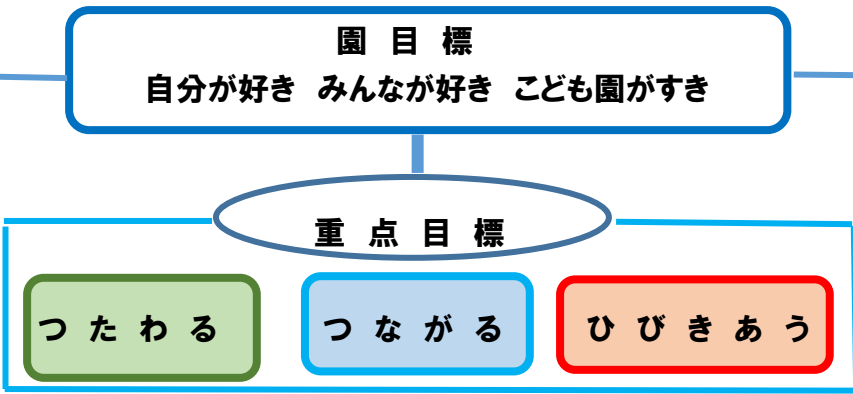 園 目 標
自分が好き みんなが好き こども園がすき
重 点 目 標
つ た わ る
つ な が る
ひ び き あ う